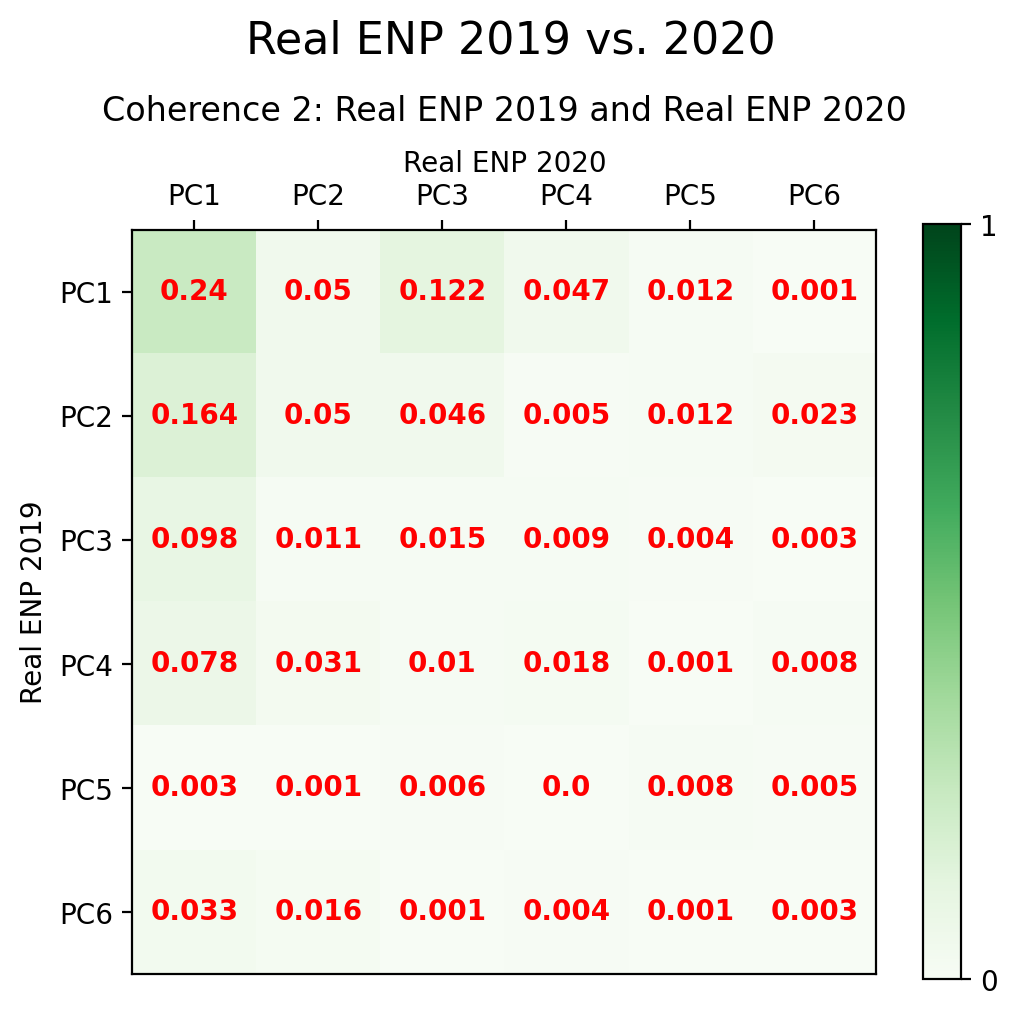 Real ENP 2019 vs. 2020
Coherence 2: Real ENP 2019 and Real ENP 2020
Real ENP 2020
PC1 PC2 PC3 PC4 PC5 PC6
1
PC1 0.24 0.05 0.122 0.047 0.012 0.001
PC2 0.164 0.05 0.046 0.005 0.012 0.023
PC3 0.098 0.011 0.015 0.009 0.004 0.003
Real ENP 2019
PC4 0.078 0.031 0.01 0.018 0.001 0.008
PC5 0.003 0.001 0.006 0.0 0.008 0.005
PC6 0.033 0.016 0.001 0.004 0.001 0.003
0